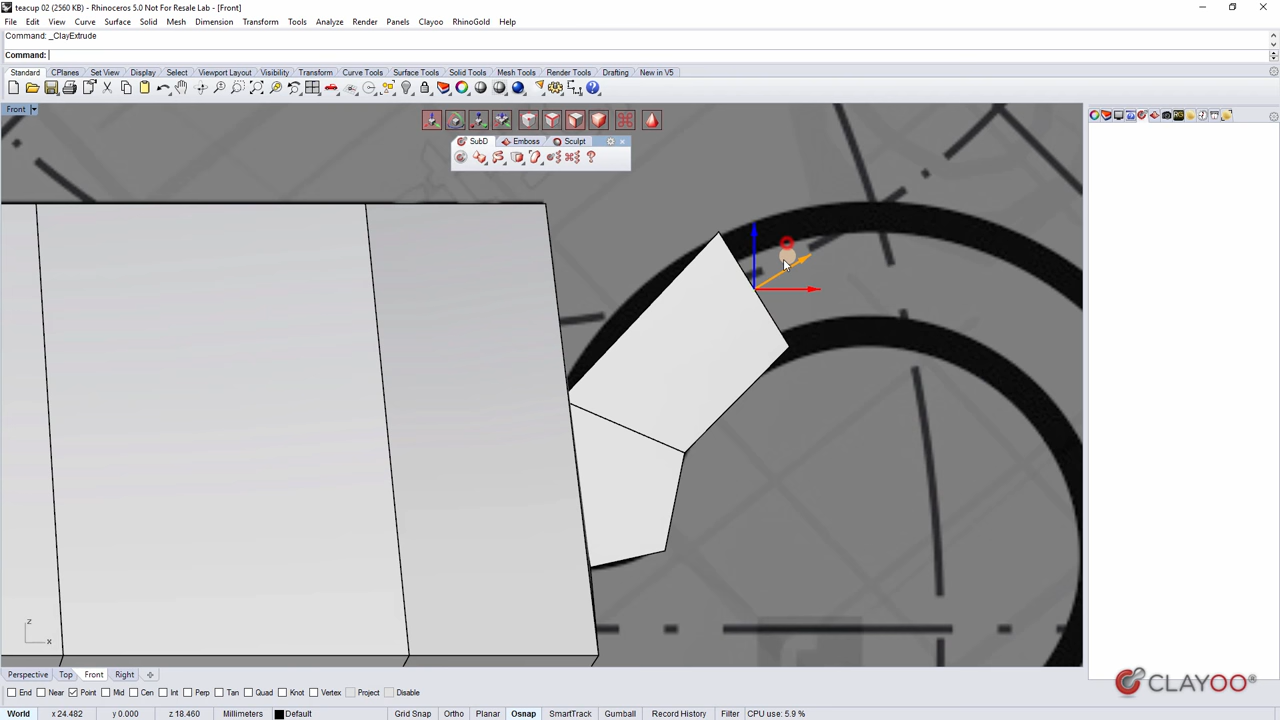 teacup 02 (2560 KB) - Rhinoceros 5.0 Not For Resale Lab - [Front]
File Edit View Curve Surface Solid Mesh Dimension Transform Tools Analyze Render Panels Clayoo RhinoGold Help
Command: _ClayExtrude
Command:
Standard CPlanes Set View Display Select Viewport Layout Visibility Transform Curve Tools Surface Tools Solid Tools Mesh Tools Render Tools Drafting New in V5
Front
SubD Emboss Sculpt
z
x
Perspective Top Front Right
End Near Point Mid Cen Int Perp Tan Quad Knot Vertex Project Disable
CLAYOO®
World x 24.482 y 0.000 z 18.460 Millimeters Default Grid Snap Ortho Planar Osnap SmartTrack Gumball Record History Filter CPU use: 5.9 %